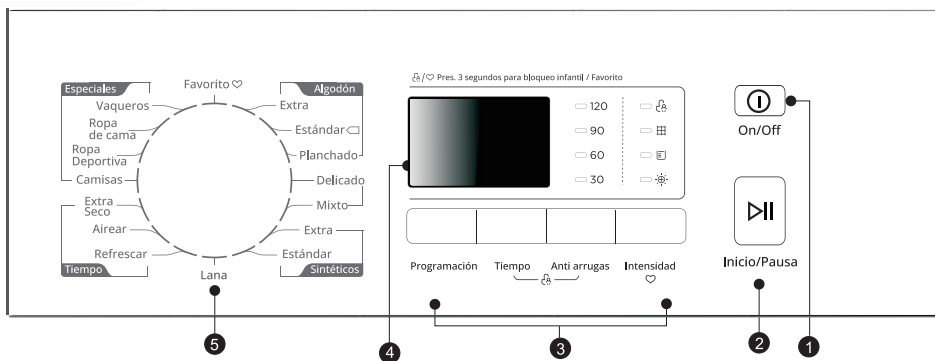 / Pres. 3 segundos para bloqueo infantil / Favorito
Especiales
Favorito
Algodón
Vaqueros
Extra
Ropa
de cama
Estándar
Ropa
Deportiva
Planchado
Camisas
Delicado
Extra
Seco
Mixto
Airear
Extra
Refrescar
Estándar
Tiempo
Lana
Sintéticos
120
90
60
30
Programación
Tiempo
Anti arrugas
Intensidad
On/Off
Inicio/Pausa
5
4
3
2
1